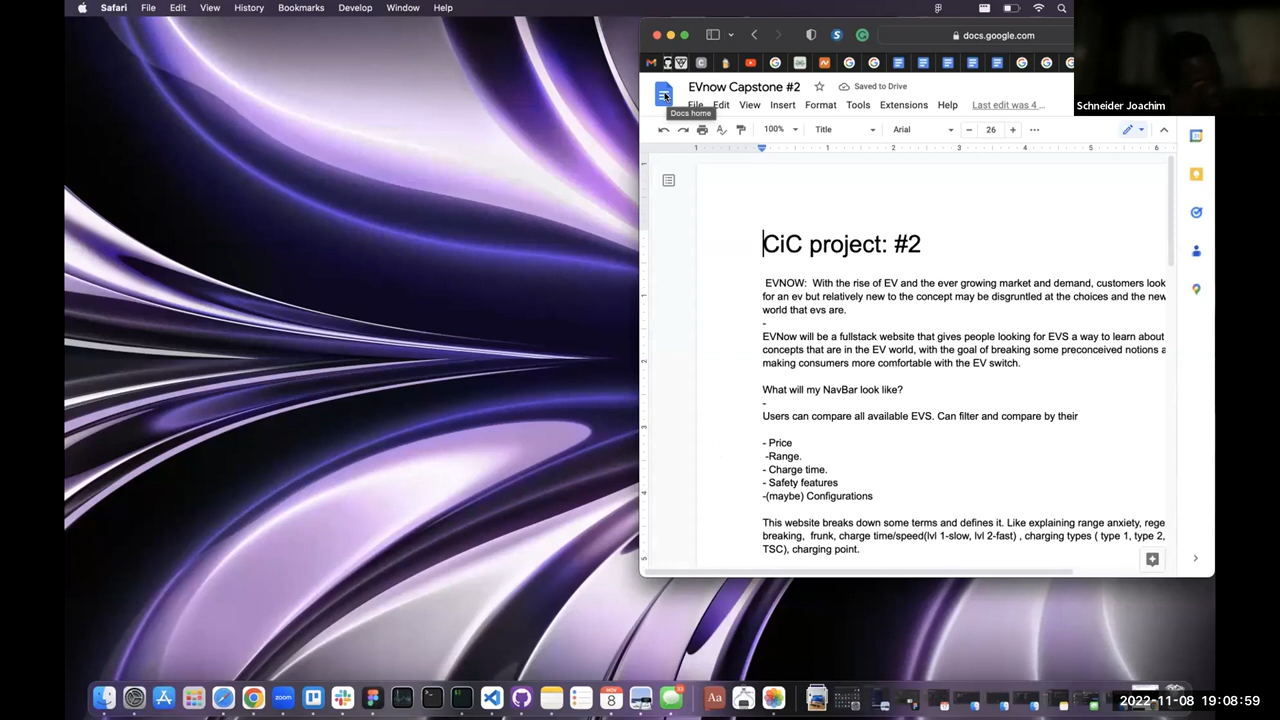 Safari File Edit View History Bookmarks Develop Window Help
docs.google.com
EVnow Capstone #2
Saved to Drive
File Edit View Insert Format Tools Extensions Help Last edit was 4 ...
Docs home
100% Title Arial 26
Schneider Joachim
CiC project: #2
EVNOW: With the rise of EV and the ever growing market and demand, customers look
for an ev but relatively new to the concept may be disgruntled at the choices and the new
world that evs are.
-
EVNow will be a fullstack website that gives people looking for EVS a way to learn about
concepts that are in the EV world, with the goal of breaking some preconceived notions a
making consumers more comfortable with the EV switch.
What will my NavBar look like?
-
Users can compare all available EVS. Can filter and compare by their
- Price
-Range.
- Charge time.
- Safety features
-(maybe) Configurations
This website breaks down some terms and defines it. Like explaining range anxiety, rege
breaking, frunk, charge time/speed(lvl 1-slow, lvl 2-fast) , charging types ( type 1, type 2,
TSC), charging point.
zoom
NOV
8
Aa
2022-11-08 19:08:59